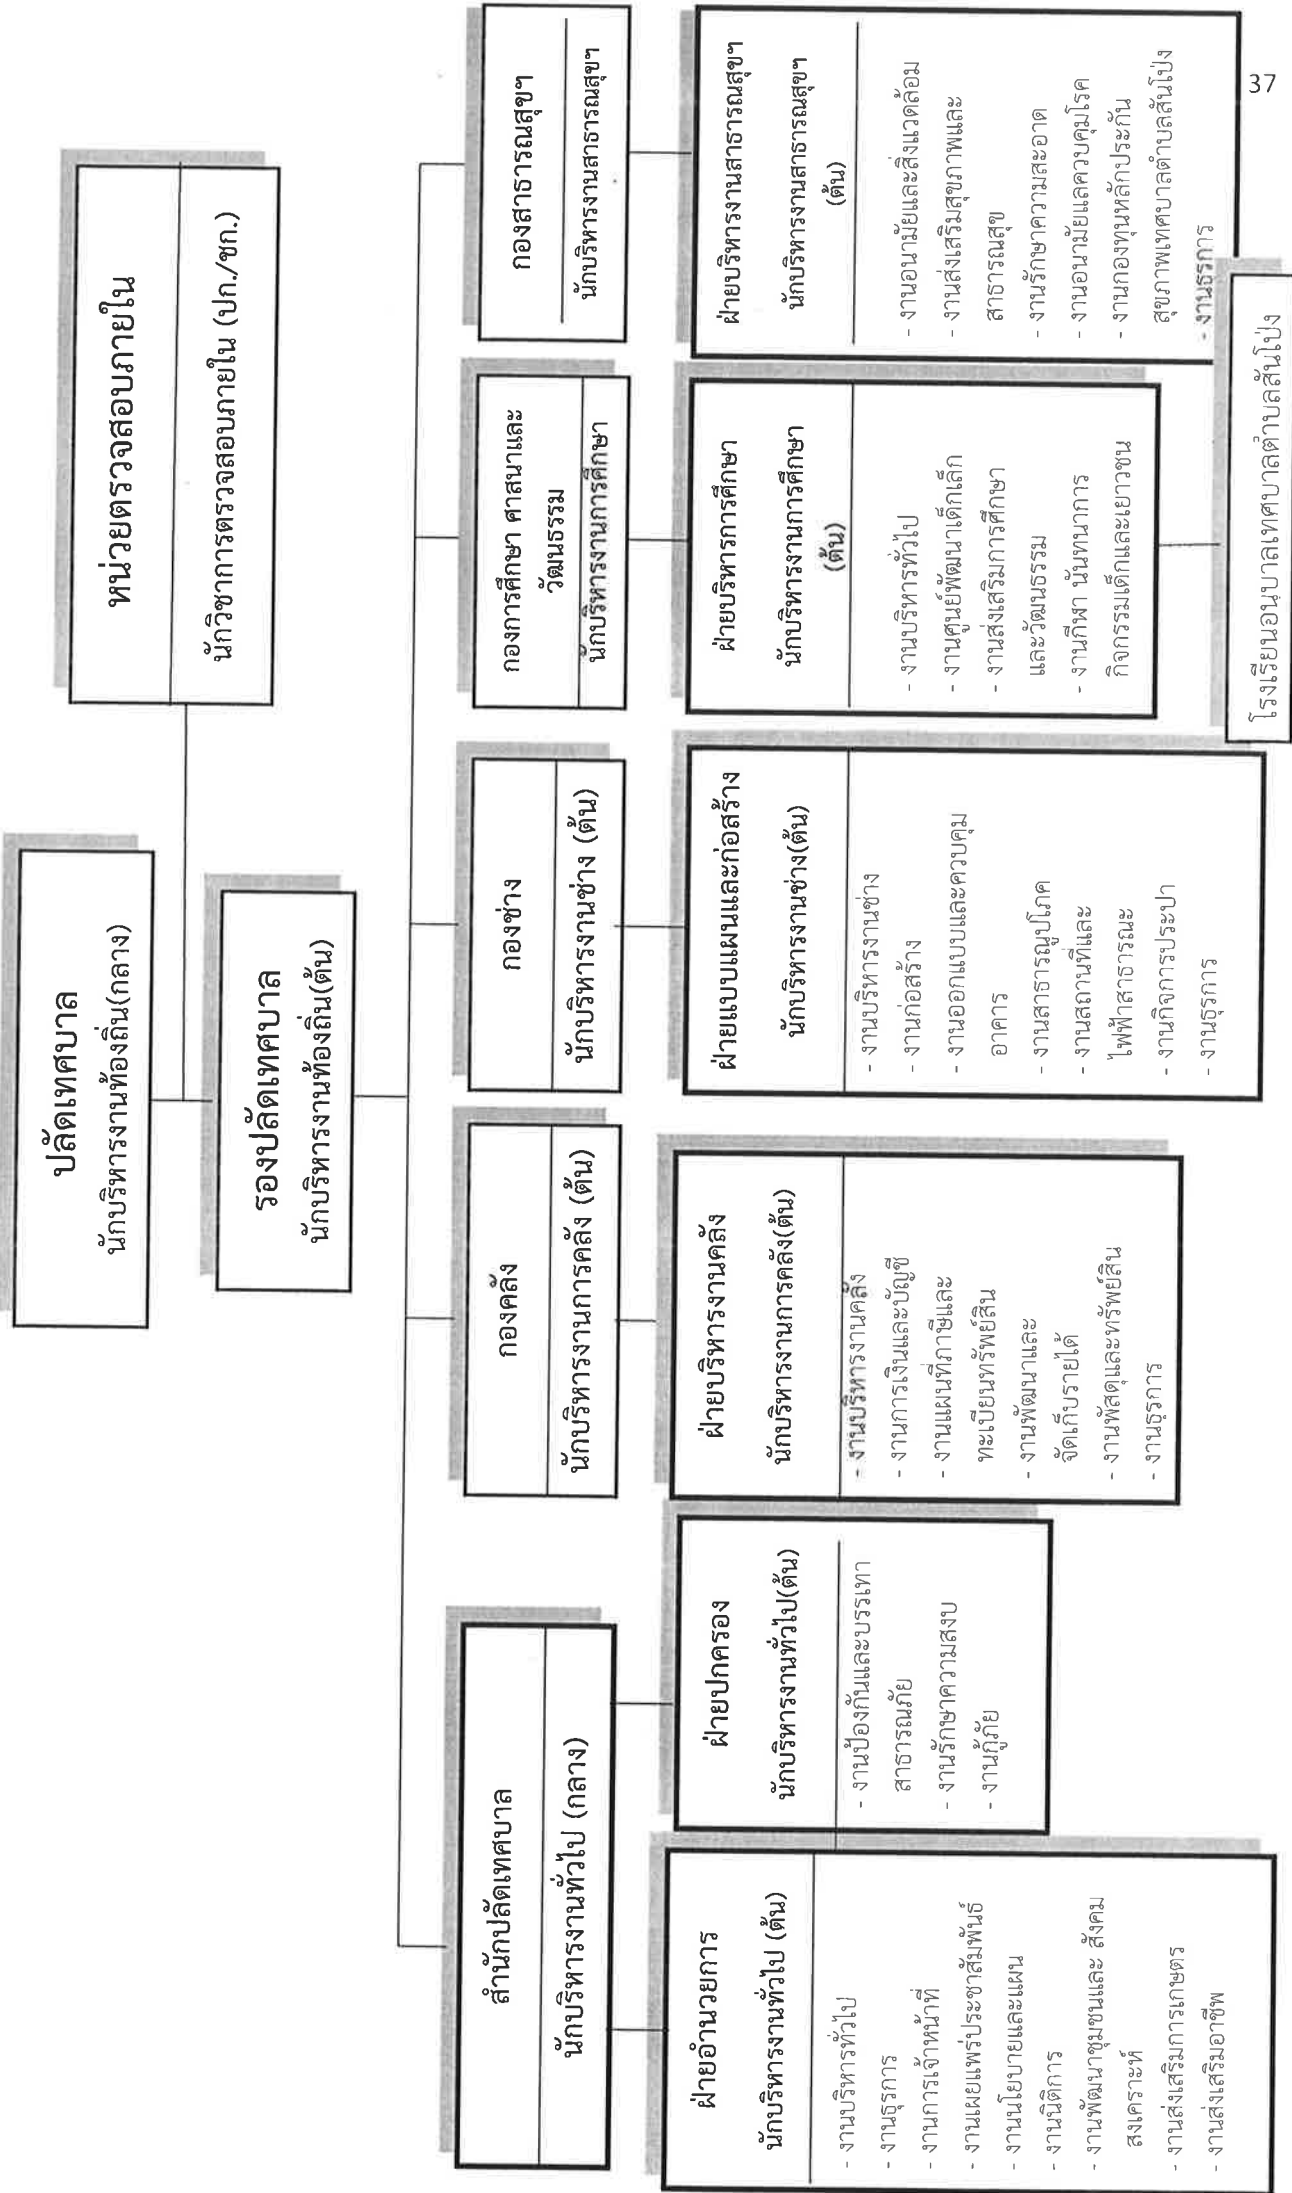 37
ปลัดเทศบาล
นักบริหารงานท้องถิ่น(กลาง)
หน่วยตรวจสอบภายใน
นักวิชาการตรวจสอบภายใน (ปก./ชก.)
รองปลัดเทศบาล
นักบริหารงานท้องถิ่น(ต้น)
สำนักปลัดเทศบาล
นักบริหารงานทั่วไป (กลาง)
กองคลัง
นักบริหารงานการคลัง (ต้น)
กองช่าง
นักบริหารงานช่าง (ต้น)
กองการศึกษา ศาสนาและ
วัฒนธรรม
นักบริหารงานการศึกษา
กองสาธารณสุขฯ
นักบริหารงานสาธารณสุขฯ
ฝ่ายอำนวยการ
นักบริหารงานทั่วไป (ต้น)
- งานบริหารทั่วไป
- งานธุรการ
- งานการเจ้าหน้าที่
- งานเผยแพร่ประชาสัมพันธ์
- งานนโยบายและแผน
- งานนิติการ
- งานพัฒนาชุมชนและ สังคม
สงเคราะห์
- งานส่งเสริมการเกษตร
- งานส่งเสริมอาชีพ
ฝ่ายปกครอง
นักบริหารงานทั่วไป(ต้น)
- งานป้องกันและบรรเทา
สาธารณภัย
- งานรักษาความสงบ
- งานกู้ภัย
ฝ่ายบริหารงานคลัง
นักบริหารงานการคลัง(ต้น)
- งานบริหารงานคลัง
- งานการเงินและบัญชี
- งานแผนที่ภาษีและ
ทะเบียนทรัพย์สิน
- งานพัฒนาและ
จัดเก็บรายได้
- งานพัสดุและทรัพย์สิน
- งานธุรการ
ฝ่ายแบบแผนและก่อสร้าง
นักบริหารงานช่าง(ต้น)
- งานบริหารงานช่าง
- งานก่อสร้าง
- งานออกแบบและควบคุม
อาคาร
- งานสาธารณูปโภค
- งานสถานที่และ
ไฟฟ้าสาธารณะ
- งานกิจการประปา
- งานธุรการ
ฝ่ายบริหารการศึกษา
นักบริหารงานการศึกษา
(ต้น)
- งานบริหารทั่วไป
- งานศูนย์พัฒนาเด็กเล็ก
- งานส่งเสริมการศึกษา
และวัฒนธรรม
- งานกีฬา นันทนาการ
กิจกรรมเด็กและเยาวชน
ฝ่ายบริหารงานสาธารณสุขฯ
นักบริหารงานสาธารณสุขฯ
(ต้น)
- งานอนามัยและสิ่งแวดล้อม
- งานส่งเสริมสุขภาพและ
สาธารณสุข
- งานรักษาความสะอาด
- งานอนามัยแลควบคุมโรค
- งานกองทุนหลักประกัน
สุขภาพเทศบาลตำบลสันโป่ง
- งานธุรการ
โรงเรียนอนุบาลเทศบาลตำบลสันโป่ง